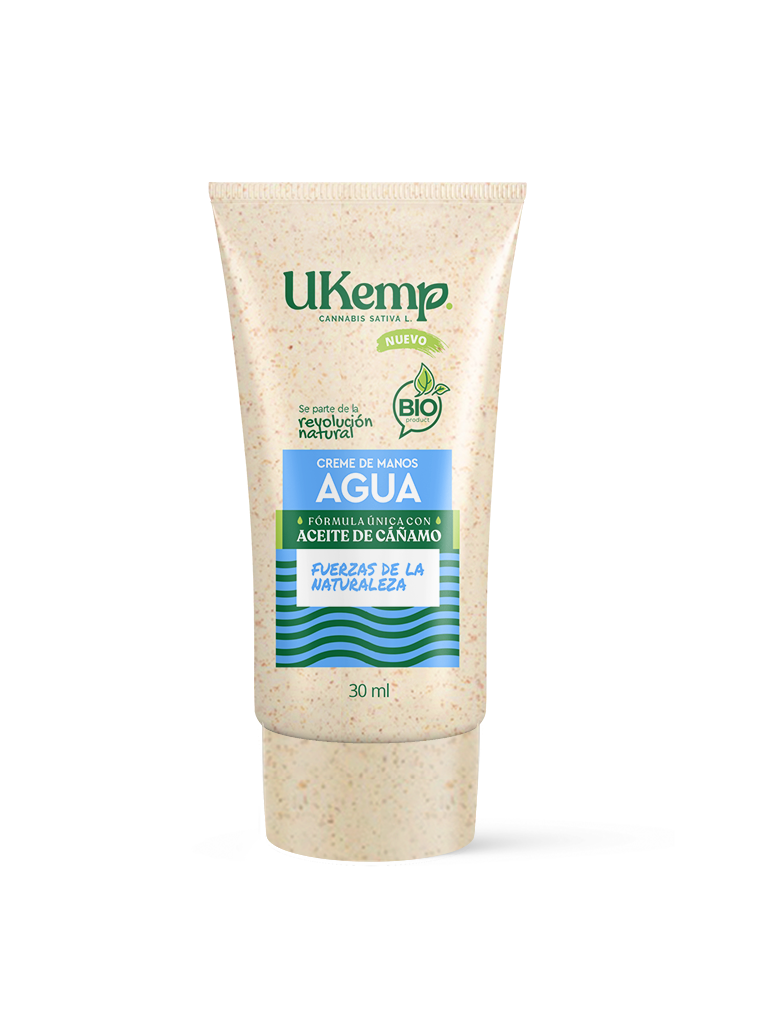 UKemp.
CANNABIS SATIVA L.
NUEVO
Se parte de la
revolución
natural
BIO
product
CREME DE MANOS
AGUA
FÓRMULA ÚNICA CON
ACEITE DE CÁÑAMO
FUERZAS DE LA
NATURALEZA
30 ml